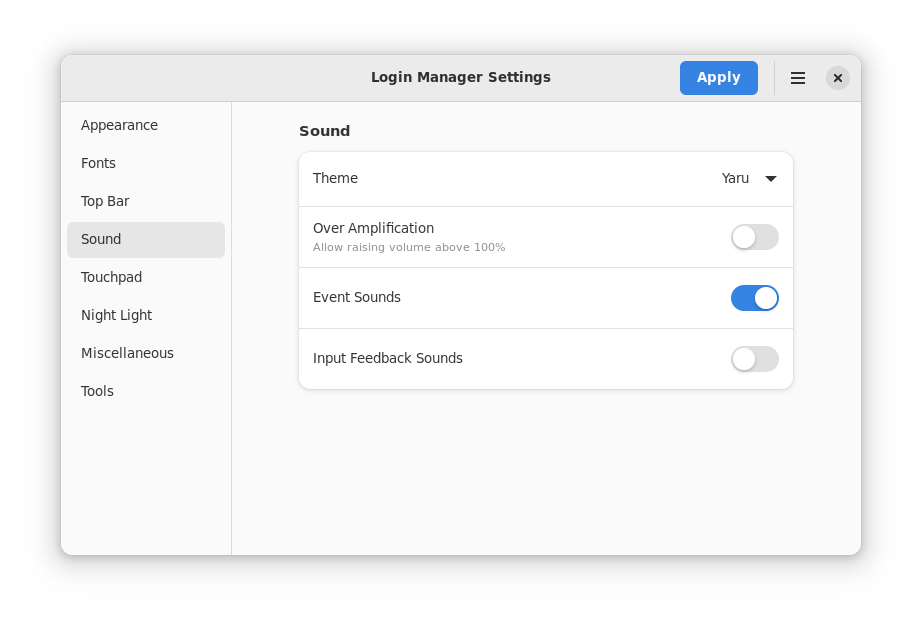 Login Manager Settings
Apply
Appearance
Fonts
Top Bar
Sound
Touchpad
Night Light
Miscellaneous
Tools
Sound
Theme
Yaru
Over Amplification
Allow raising volume above 100%
Event Sounds
Input Feedback Sounds